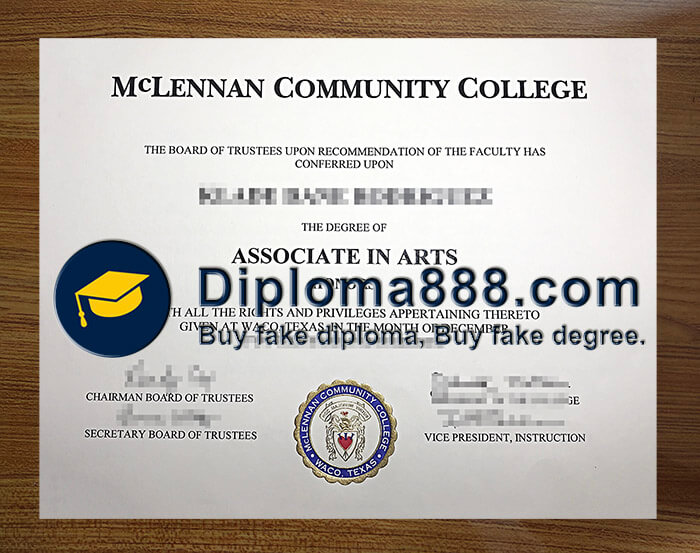 McLENNAN COMMUNITY COLLEGE
THE BOARD OF TRUSTEES UPON RECOMMENDATION OF THE FACULTY HAS
CONFERRED UPON
THE DEGREE OF
ASSOCIATE IN ARTS
Diploma888.com
ALL THE RIGHTS AND PRIVILEGES APPERTAINING THERETO
GIVEN AT WACO, TEXAS, IN THE MONTH OF DECEMBER
Buy fake diploma, Buy fake degree.
CHAIRMAN BOARD OF TRUSTEES
SECRETARY BOARD OF TRUSTEES
McLENNAN COMMUNITY COLLEGE
WACO, TEXAS
VICE PRESIDENT, INSTRUCTION